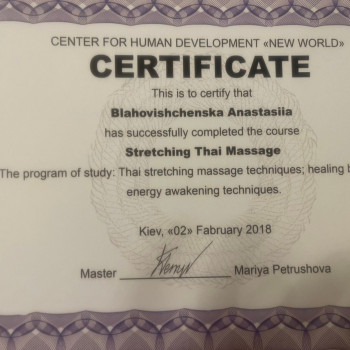 CENTER FOR HUMAN DEVELOPMENT «NEW WORLD»
CERTIFICATE
This is to certify that
Blahovishchenska Anastasiia
has successfully completed the course
Stretching Thai Massage
The program of study: Thai stretching massage techniques; healing
energy awakening techniques.
Kiev, «02» Fabruary 2018
Master Mariya Petrushova